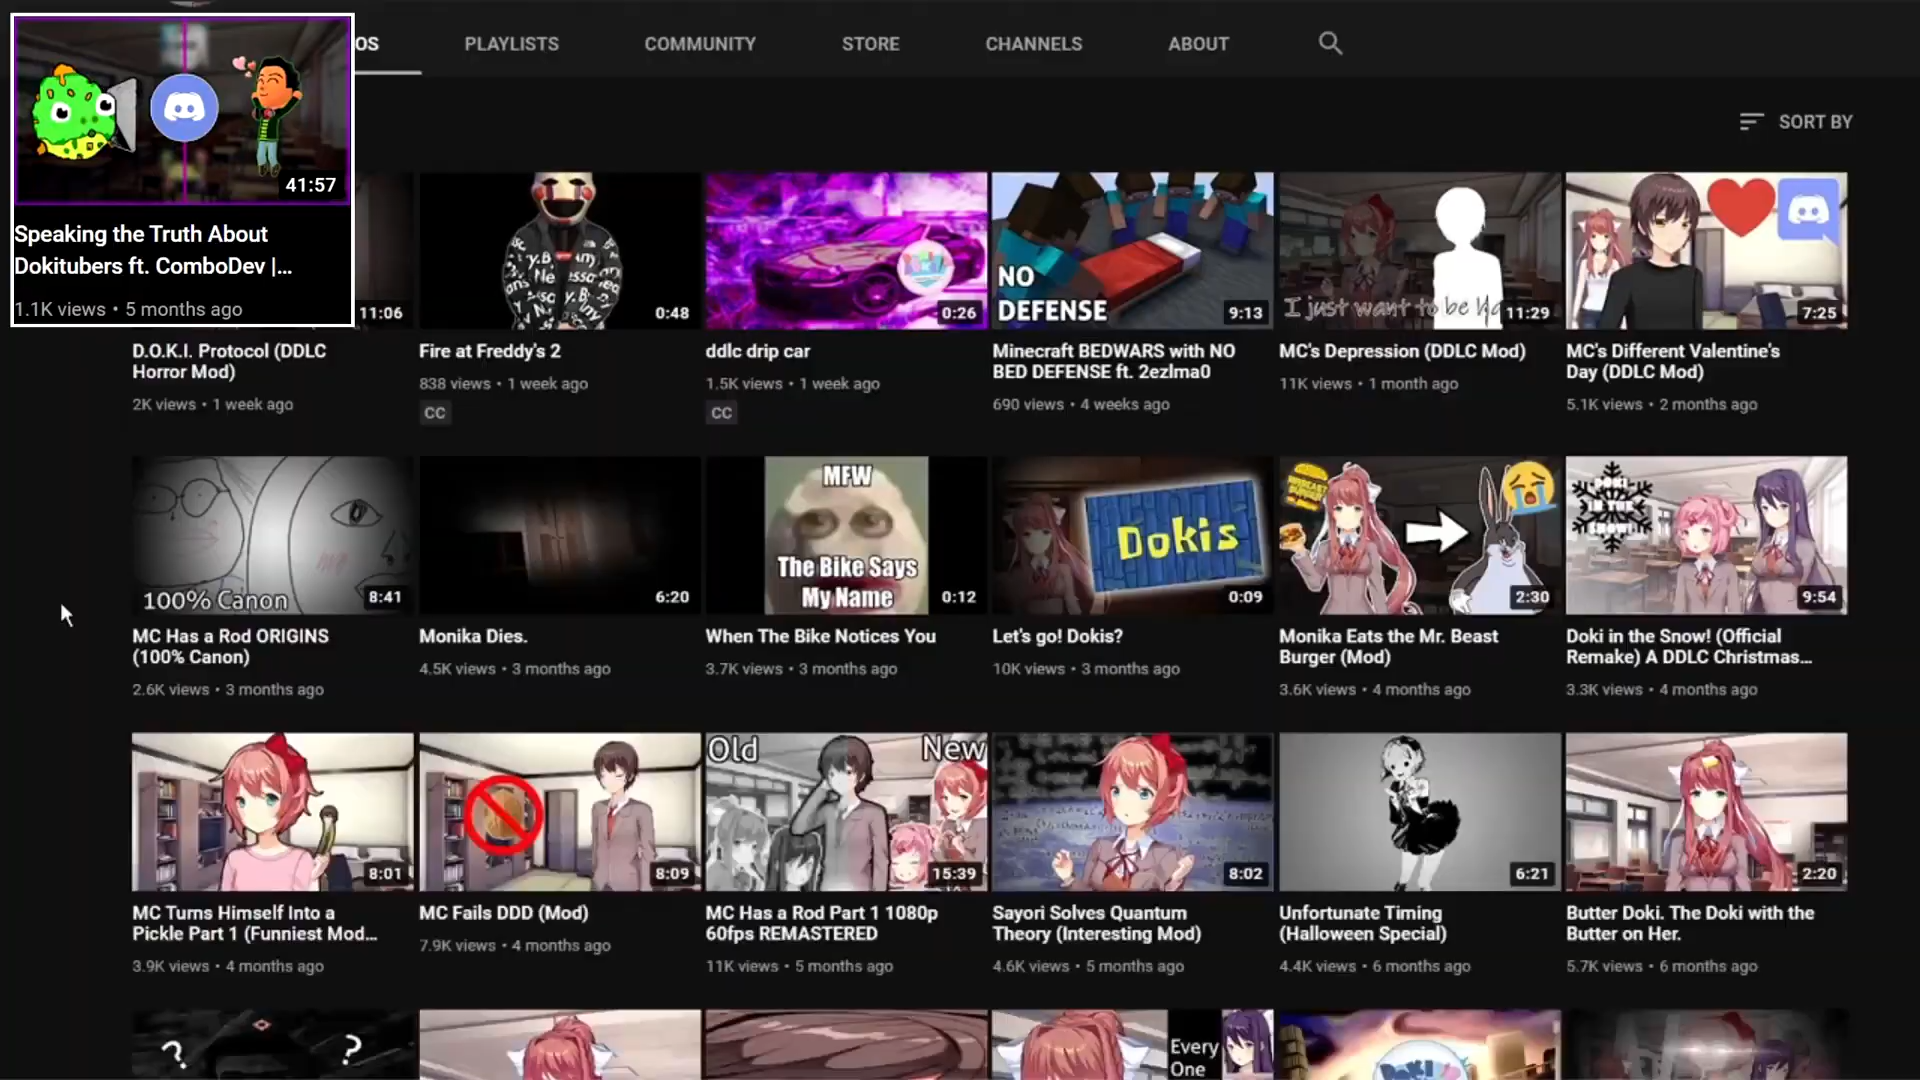 OS
PLAYLISTS
COMMUNITY
STORE
CHANNELS
ABOUT
SORT BY
41:57
Speaking the Truth About
Dokitubers ft. ComboDev |...
1.1K views • 5 months ago
11:06
D.O.K.I. Protocol (DDLC
Horror Mod)
2K views • 1 week ago
0:48
Fire at Freddy's 2
838 views • 1 week ago
CC
0:26
ddlc drip car
1.5K views • 1 week ago
CC
NO
DEFENSE
9:13
Minecraft BEDWARS with NO
BED DEFENSE ft. 2ezlma0
690 views • 4 weeks ago
I just want to be
11:29
MC's Depression (DDLC Mod)
11K views • 1 month ago
7:25
MC's Different Valentine's
Day (DDLC Mod)
5.1K views • 2 months ago
100% Canon
8:41
MC Has a Rod ORIGINS
(100% Canon)
2.6K views • 3 months ago
6:20
Monika Dies.
4.5K views • 3 months ago
MFW
The Bike Says
My Name
0:12
When The Bike Notices You
3.7K views • 3 months ago
Dokis
0:09
Let's go! Dokis?
10K views • 3 months ago
2:30
Monika Eats the Mr. Beast
Burger (Mod)
3.6K views • 4 months ago
DOKI
IN THE
SNOW!
9:54
Doki in the Snow! (Official
Remake) A DDLC Christmas...
3.3K views • 4 months ago
8:01
MC Turns Himself Into a
Pickle Part 1 (Funniest Mod...
3.9K views • 4 months ago
8:09
MC Fails DDD (Mod)
7.9K views • 4 months ago
Old
New
15:39
MC Has a Rod Part 1 1080p
60fps REMASTERED
11K views • 5 months ago
8:02
Sayori Solves Quantum
Theory (Interesting Mod)
4.6K views • 5 months ago
6:21
Unfortunate Timing
(Halloween Special)
4.4K views • 6 months ago
2:20
Butter Doki. The Doki with the
Butter on Her.
5.7K views • 6 months ago
? ?
Every
One
DOKI